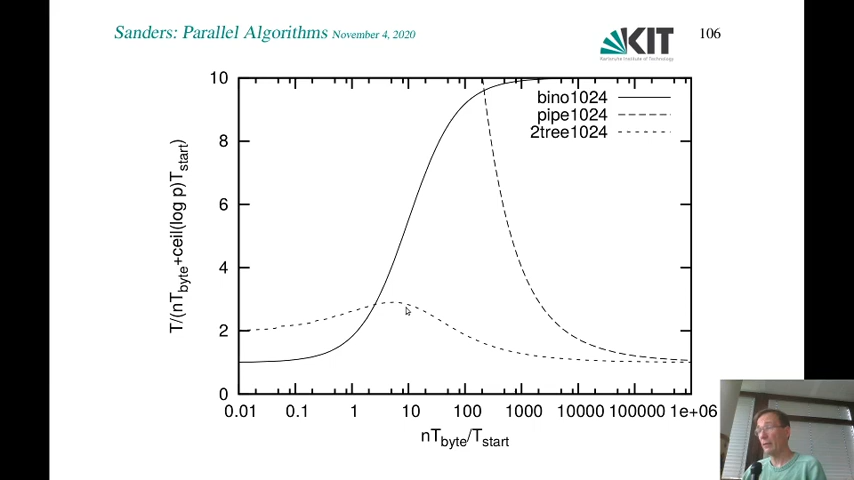 Sanders: Parallel Algorithms November 4, 2020
KIT
Karlsruhe Institute of Technology
106
10
8
6
4
2
0
T/(nTbyte+ceil(log p)Tstart)
bino1024
pipe1024
2tree1024
0.01 0.1 1 10 100 1000 10000 100000 1e+06
nTbyte/Tstart